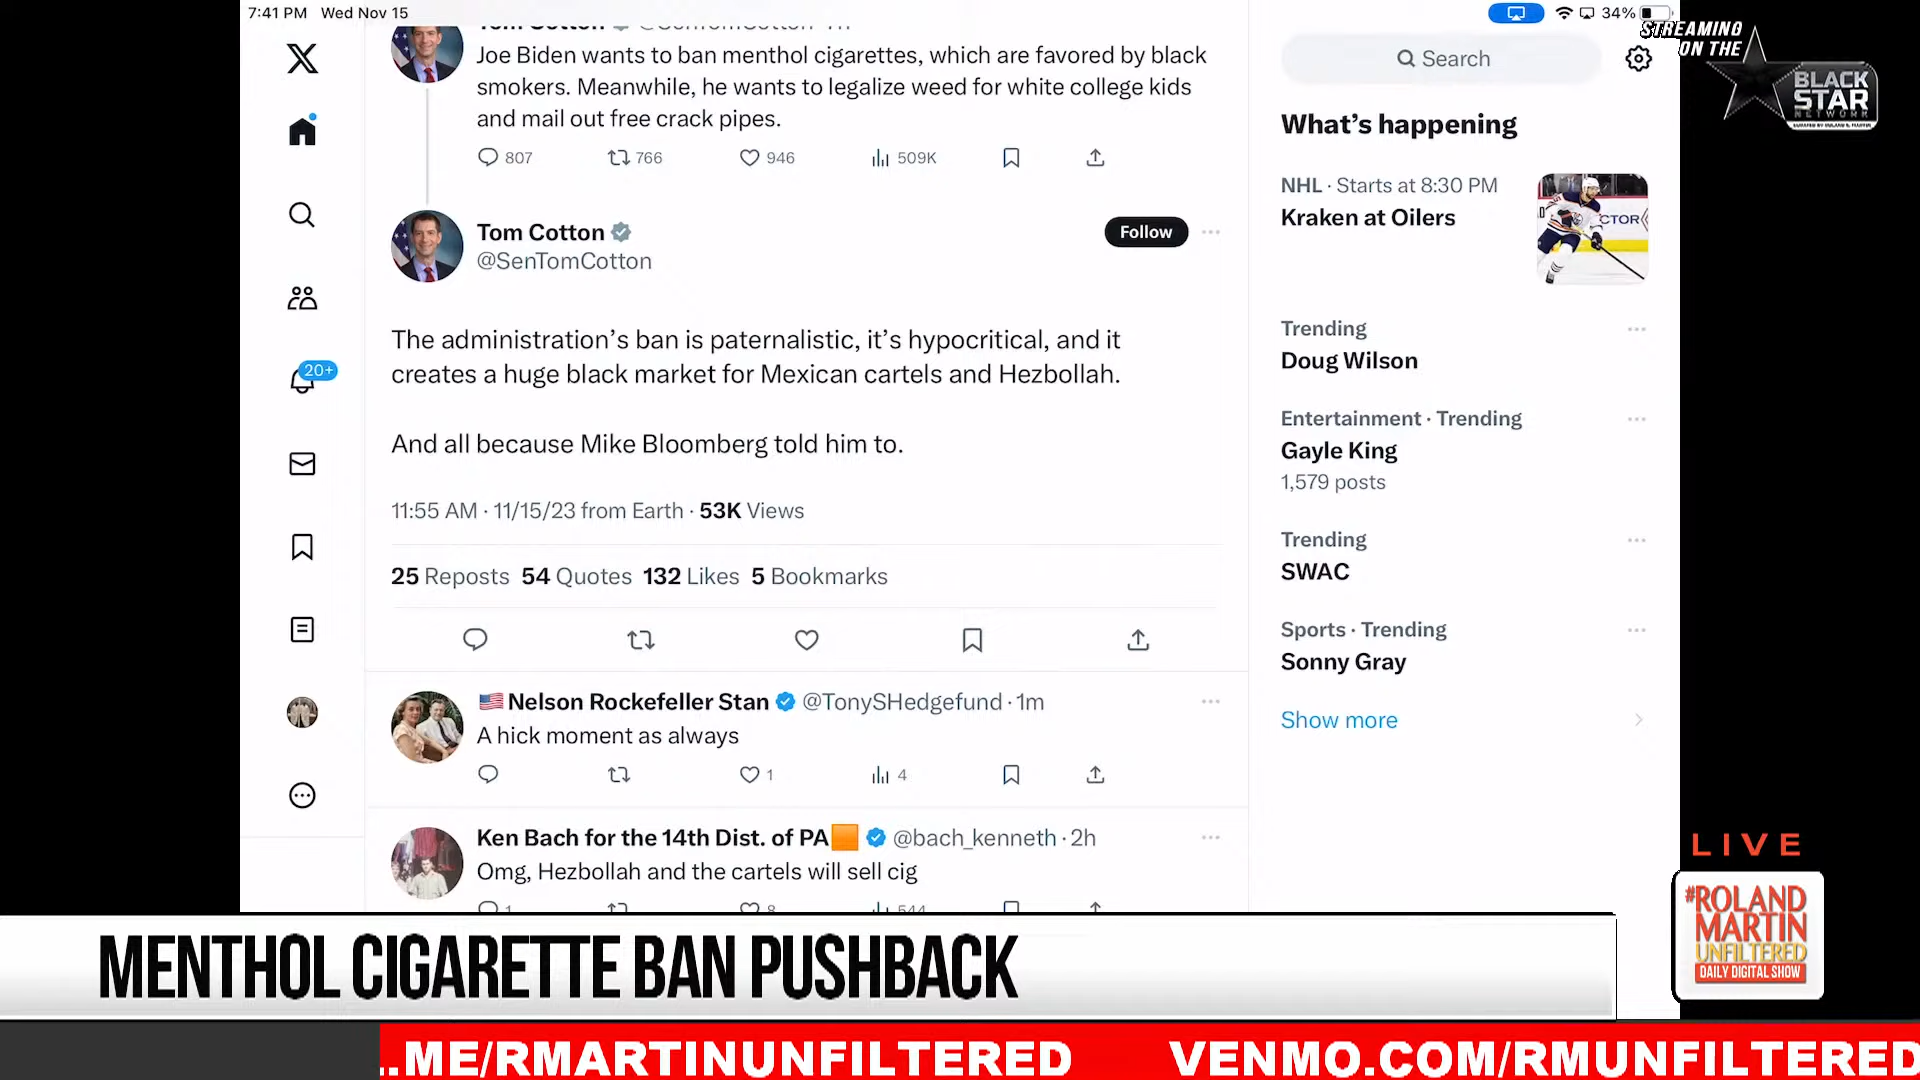 7:41 PM Wed Nov 15
34%
STREAMING
ON THE
BLACK
STAR
NETWORK
Joe Biden wants to ban menthol cigarettes, which are favored by black
smokers. Meanwhile, he wants to legalize weed for white college kids
and mail out free crack pipes.
807 766 946 509K
Tom Cotton
@SenTomCotton
Follow
The administration’s ban is paternalistic, it’s hypocritical, and it
creates a huge black market for Mexican cartels and Hezbollah.
And all because Mike Bloomberg told him to.
11:55 AM · 11/15/23 from Earth · 53K Views
25 Reposts 54 Quotes 132 Likes 5 Bookmarks
Nelson Rockefeller Stan @TonySHedgefund · 1m
A hick moment as always
1 4
Ken Bach for the 14th Dist. of PA @bach_kenneth · 2h
Omg, Hezbollah and the cartels will sell cig
1 8 544
20+
Search
What’s happening
NHL · Starts at 8:30 PM
Kraken at Oilers
Trending
Doug Wilson
Entertainment · Trending
Gayle King
1,579 posts
Trending
SWAC
Sports · Trending
Sonny Gray
Show more
LIVE
#ROLAND
MARTIN
UNFILTERED
DAILY DIGITAL SHOW
MENTHOL CIGARETTE BAN PUSHBACK
.ME/RMARTINUNFILTERED VENMO.COM/RMUNFILTERED